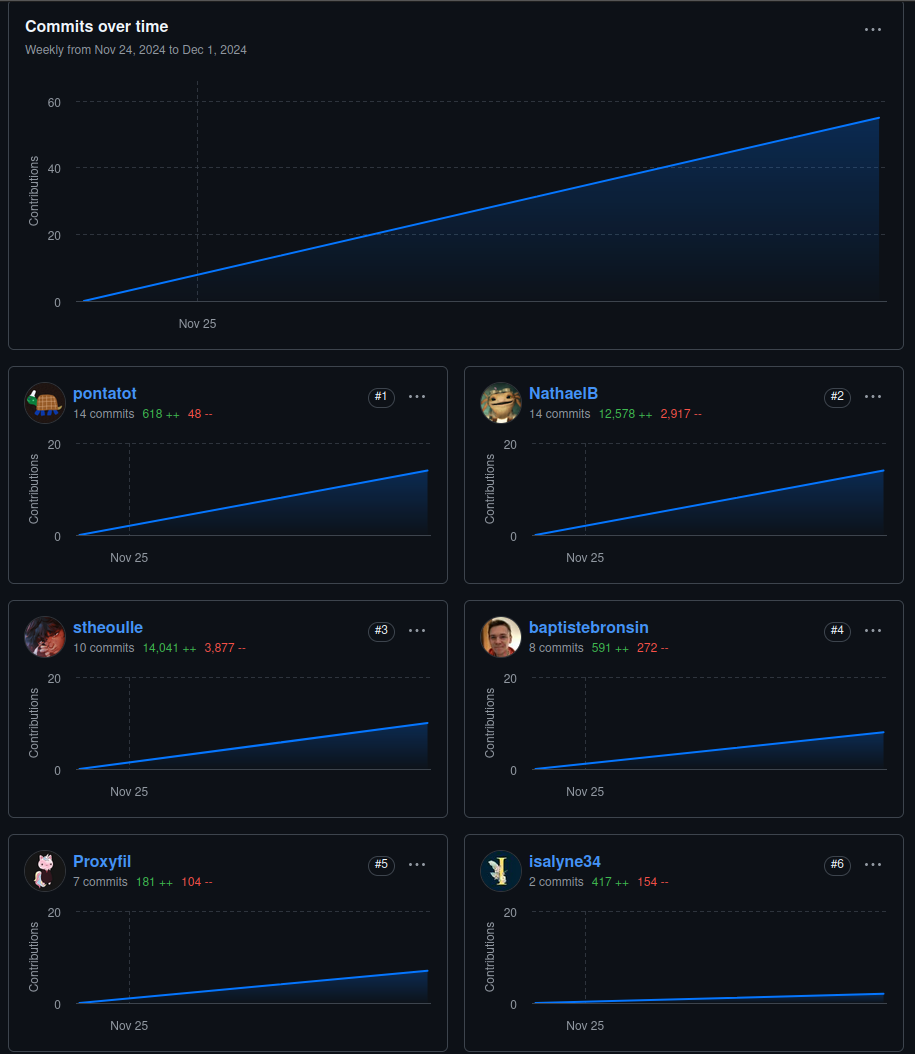 Commits over time
Weekly from Nov 24, 2024 to Dec 1, 2024
Contributions
60
40
20
0
Nov 25
pontatot
#1
14 commits 618 ++ 48 --
Contributions
20
0
Nov 25
NathaelB
#2
14 commits 12,578 ++ 2,917 --
Contributions
20
0
Nov 25
stheoulle
#3
10 commits 14,041 ++ 3,877 --
Contributions
20
0
Nov 25
baptistebronsin
#4
8 commits 591 ++ 272 --
Contributions
20
0
Nov 25
Proxyfil
#5
7 commits 181 ++ 104 --
Contributions
20
0
Nov 25
isalyne34
#6
2 commits 417 ++ 154 --
Contributions
20
0
Nov 25